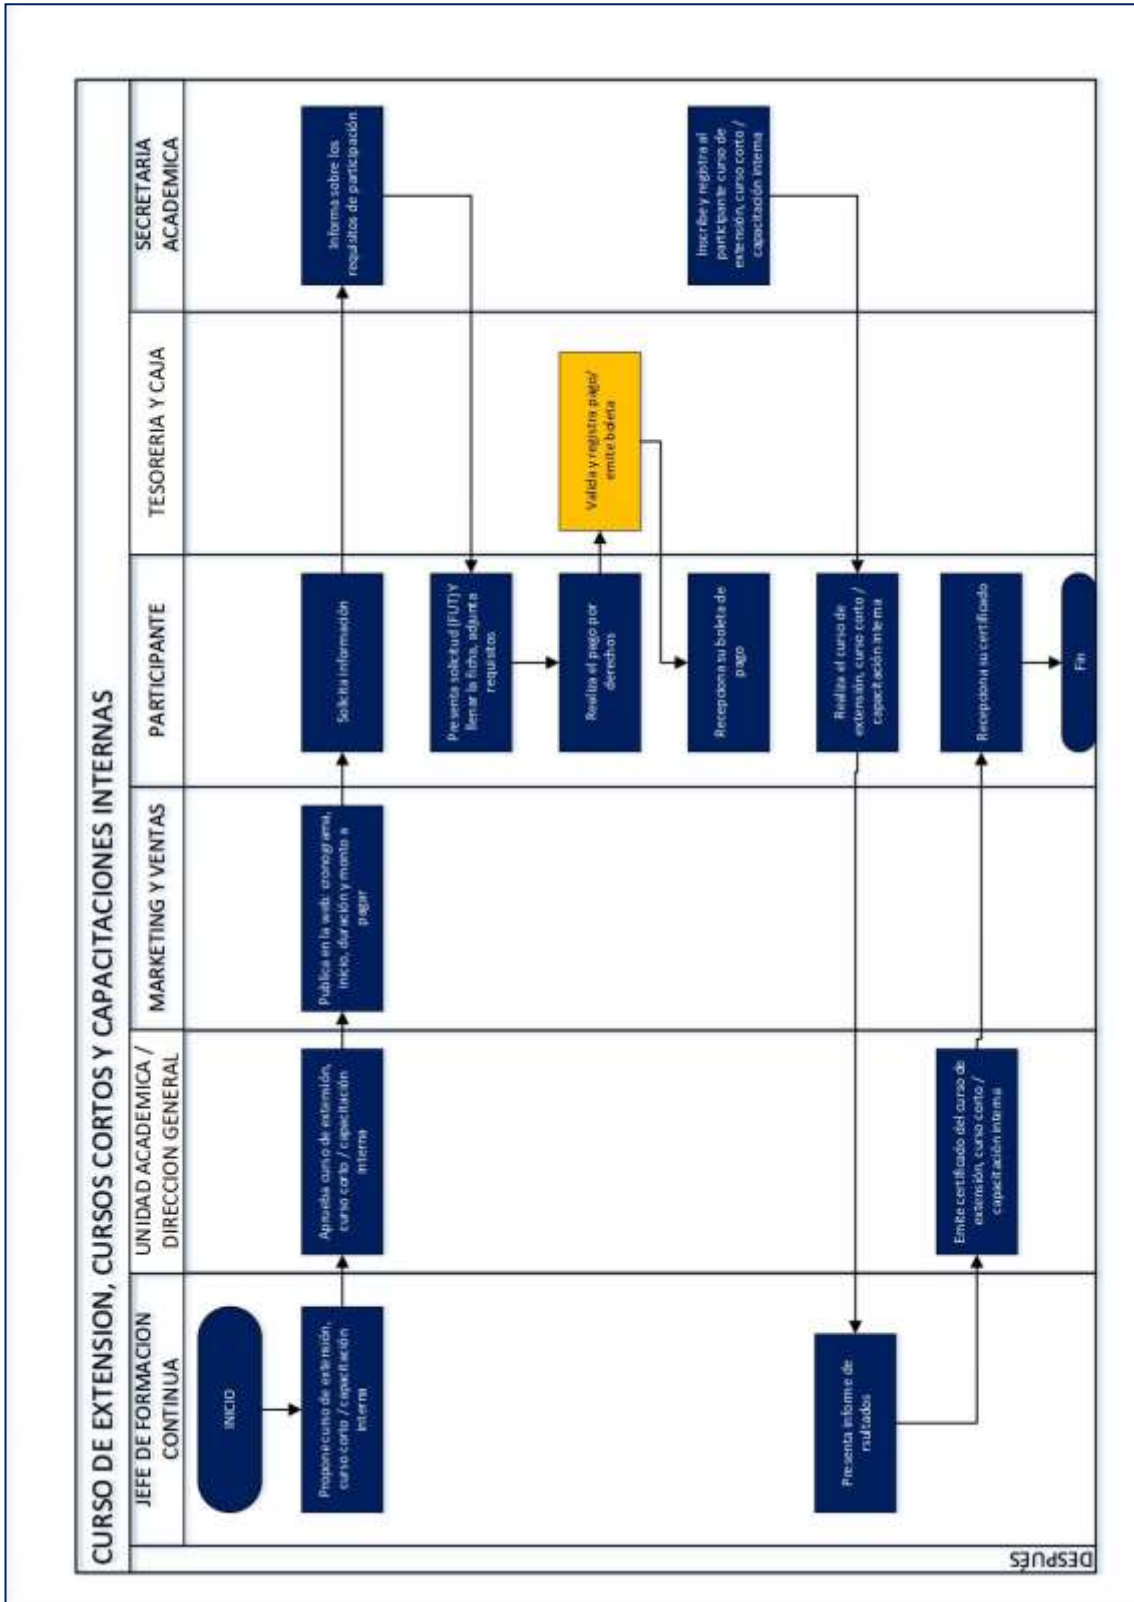 CURSO DE EXTENSION, CURSOS CORTOS Y CAPACITACIONES INTERNAS
JEFE DE FORMACION
CONTINUA
UNIDAD ACADEMICA /
DIRECCION GENERAL
MARKETING Y VENTAS
PARTICIPANTE
TESORERIA Y CAJA
SECRETARIA
ACADEMICA
INICIO
Propone curso de extensión,
curso corto / capacitación
interna
Aprueba curso de extensión,
curso corto / capacitación
interna
Publica en la web: cronograma,
inicio, duración y monto a
pagar
Solicita información
Informa sobre los
requisitos de participación
Presenta solicitud (FUT)Y
llenar la ficha, adjunta
requisitos
Realiza el pago por
derechos
Valida y registra pago/
emite boleta
Recepciona su boleta de
pago
Inscribe y registra al
participante curso de
extensión, curso corto /
capacitación interna
Realiza el curso de
extensión, curso corto /
capacitación interna
Presenta informe de
rsultados
Emite certificado del curso de
extensión, curso corto /
capacitación interna
Recepciona su certificado
Fin
DESPUÉS